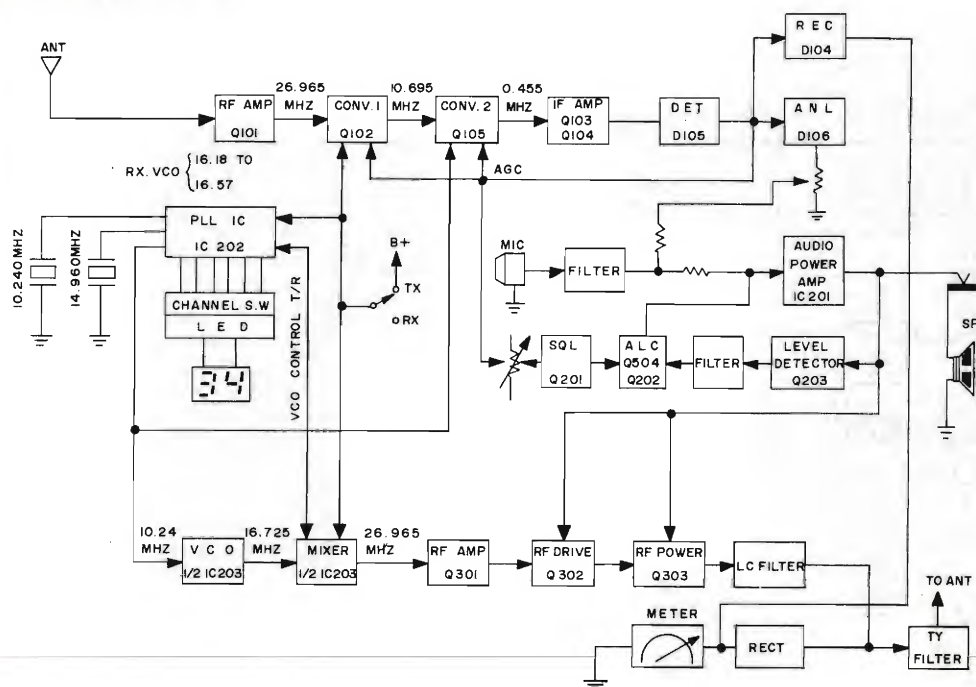 ANT
RF AMP
Q101
26.965
MHZ
CONV.1
Q102
10.695
MHZ
CONV. 2
Q105
0.455
MHZ
IF AMP
Q103
Q104
DET
D105
REC
D104
ANL
D106
AGC
RX. VCO
16.18 TO
16.57
PLL IC
IC 202
10.240MHZ
14.960MHZ
CHANNEL S.W
LED
34
VCO CONTROL T/R
B+
TX
RX
MIC
FILTER
AUDIO
POWER
AMP
IC201
SP
SQL
Q201
ALC
Q504
Q202
FILTER
LEVEL
DETECTOR
Q203
10.24
MHZ
VCO
1/2 IC203
16.725
MHZ
MIXER
1/2 IC203
26.965
MHZ
RF AMP
Q301
RF DRIVE
Q302
RF POWER
Q303
LC FILTER
TO ANT
METER
RECT
TY
FILTER